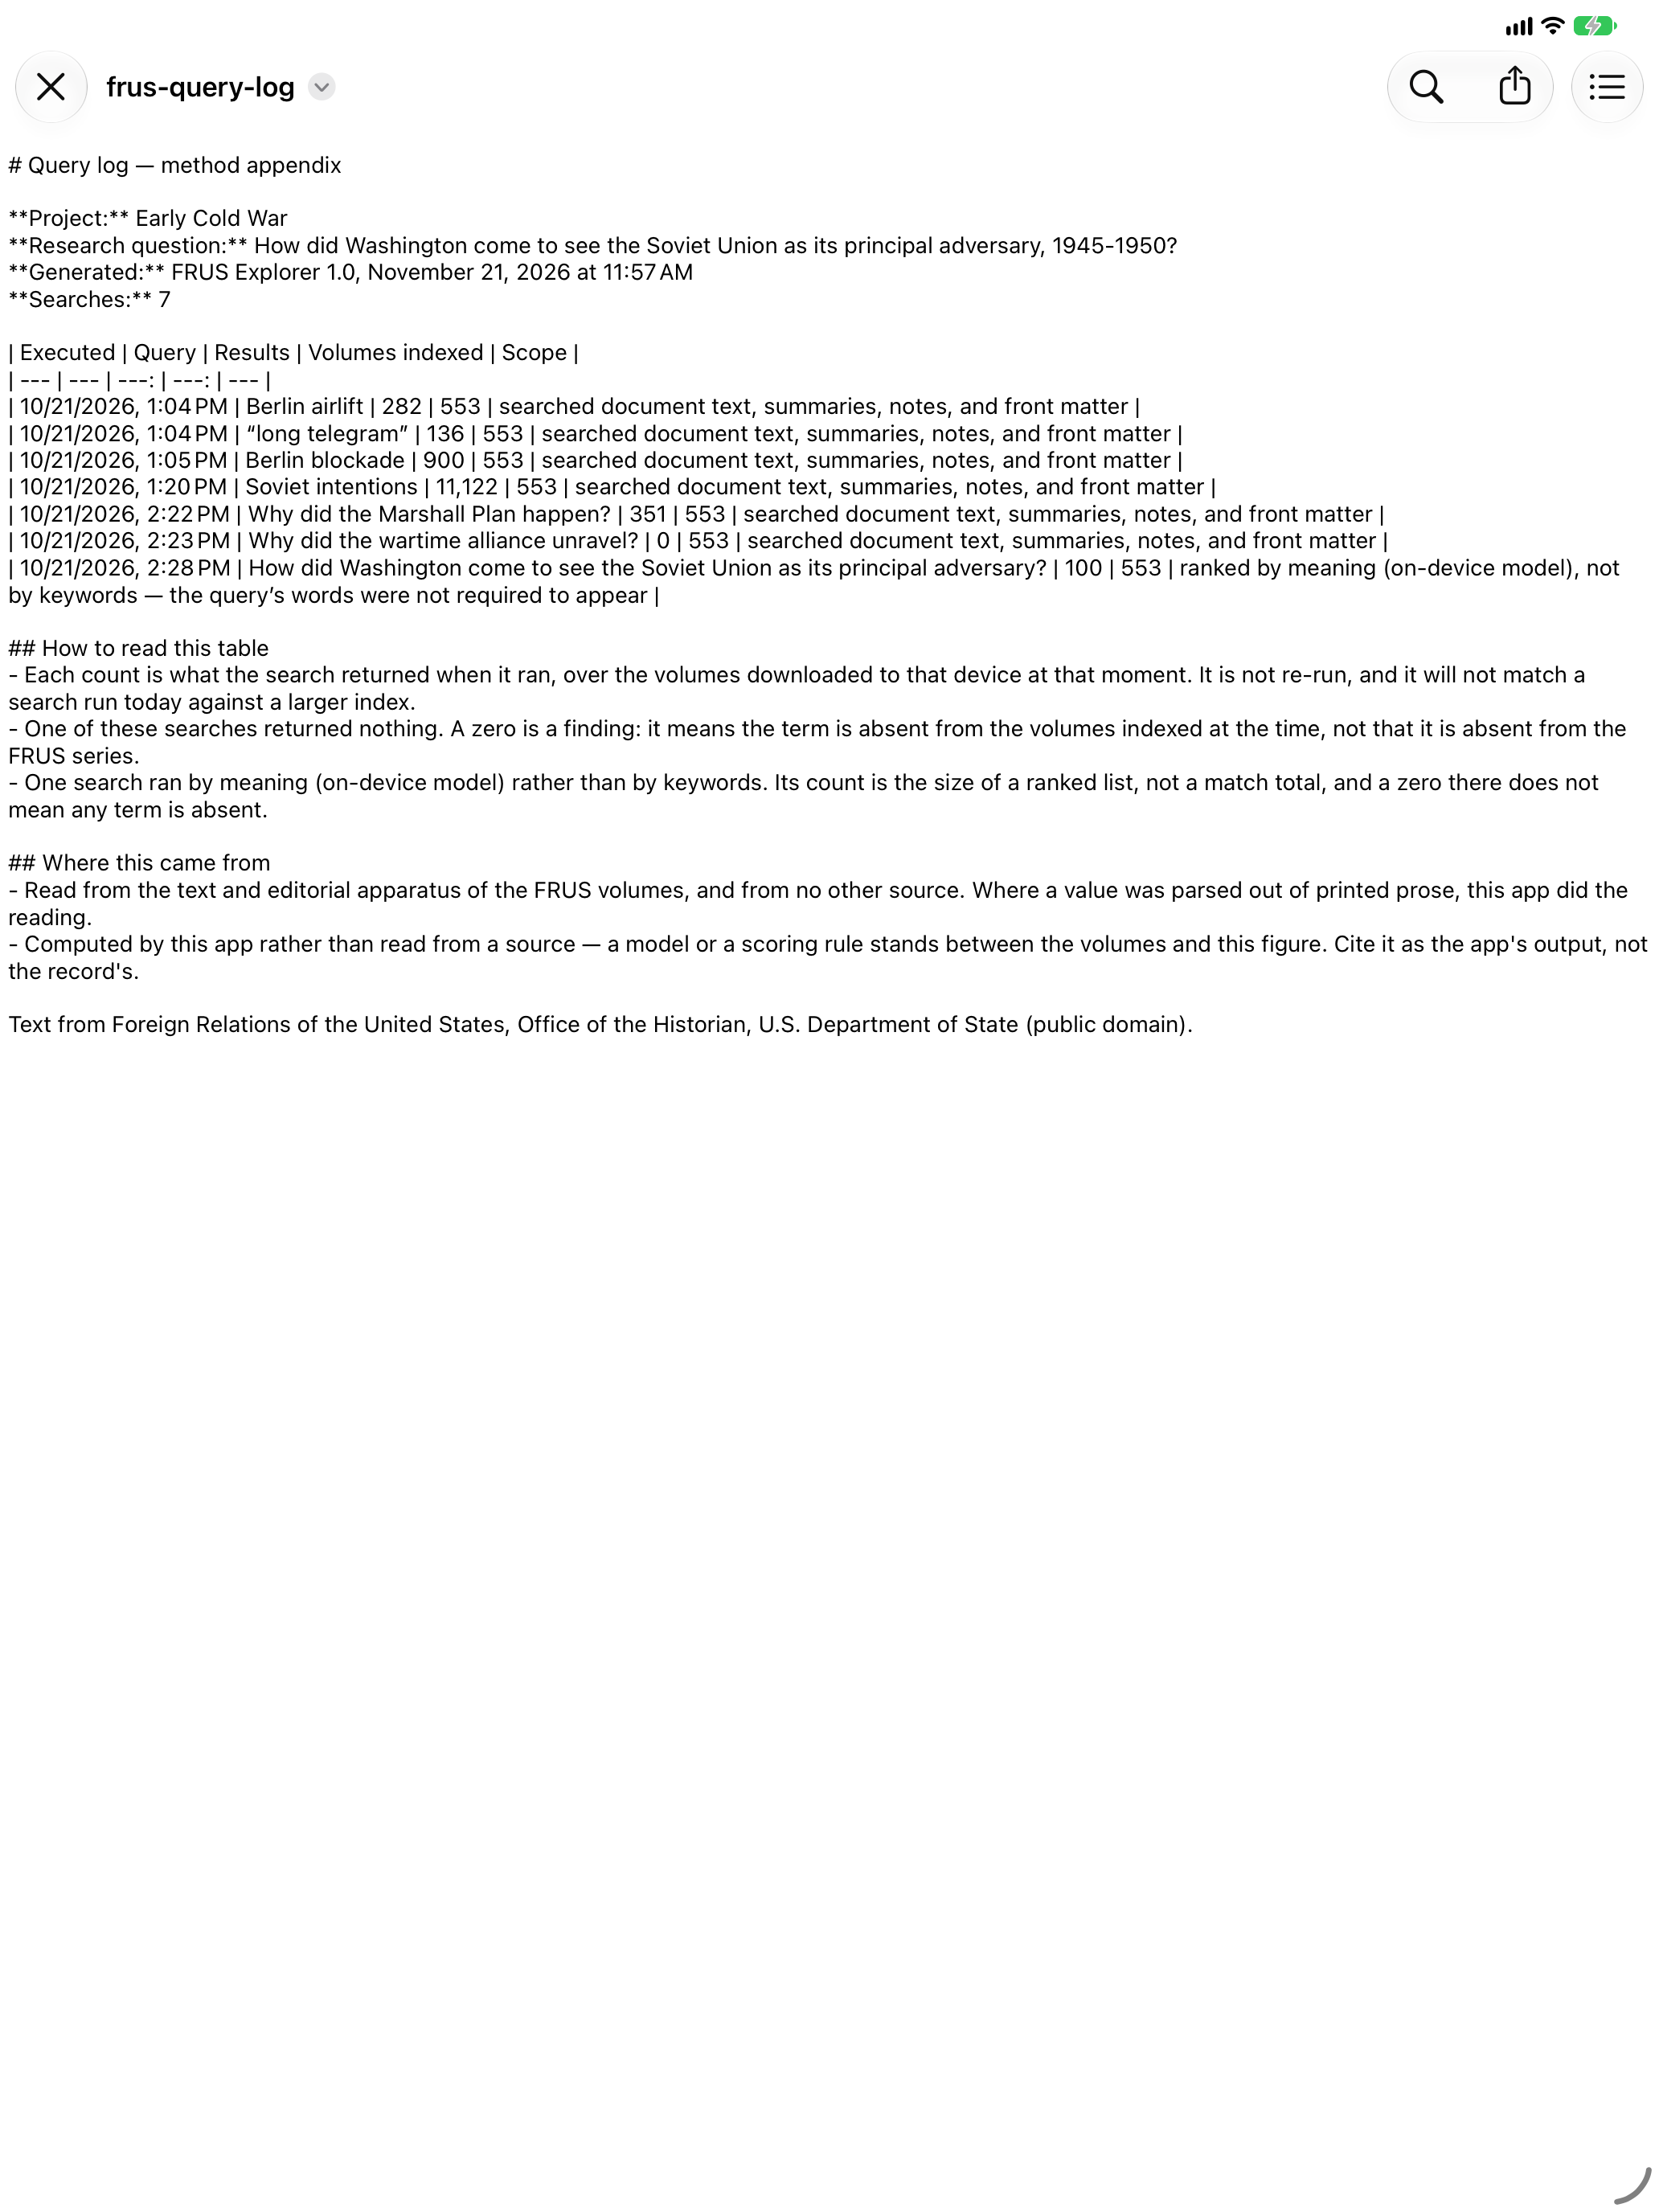 frus-query-log
# Query log — method appendix
**Project:** Early Cold War
**Research question:** How did Washington come to see the Soviet Union as its principal adversary, 1945-1950?
**Generated:** FRUS Explorer 1.0, November 21, 2026 at 11:57 AM
**Searches:** 7
| Executed | Query | Results | Volumes indexed | Scope |
| --- | --- | ---: | ---: | --- |
| 10/21/2026, 1:04 PM | Berlin airlift | 282 | 553 | searched document text, summaries, notes, and front matter |
| 10/21/2026, 1:04 PM | “long telegram” | 136 | 553 | searched document text, summaries, notes, and front matter |
| 10/21/2026, 1:05 PM | Berlin blockade | 900 | 553 | searched document text, summaries, notes, and front matter |
| 10/21/2026, 1:20 PM | Soviet intentions | 11,122 | 553 | searched document text, summaries, notes, and front matter |
| 10/21/2026, 2:22 PM | Why did the Marshall Plan happen? | 351 | 553 | searched document text, summaries, notes, and front matter |
| 10/21/2026, 2:23 PM | Why did the wartime alliance unravel? | 0 | 553 | searched document text, summaries, notes, and front matter |
| 10/21/2026, 2:28 PM | How did Washington come to see the Soviet Union as its principal adversary? | 100 | 553 | ranked by meaning (on-device model), not
by keywords — the query’s words were not required to appear |
## How to read this table
- Each count is what the search returned when it ran, over the volumes downloaded to that device at that moment. It is not re-run, and it will not match a
search run today against a larger index.
- One of these searches returned nothing. A zero is a finding: it means the term is absent from the volumes indexed at the time, not that it is absent from the
FRUS series.
- One search ran by meaning (on-device model) rather than by keywords. Its count is the size of a ranked list, not a match total, and a zero there does not
mean any term is absent.
## Where this came from
- Read from the text and editorial apparatus of the FRUS volumes, and from no other source. Where a value was parsed out of printed prose, this app did the
reading.
- Computed by this app rather than read from a source — a model or a scoring rule stands between the volumes and this figure. Cite it as the app's output, not
the record's.
Text from Foreign Relations of the United States, Office of the Historian, U.S. Department of State (public domain).